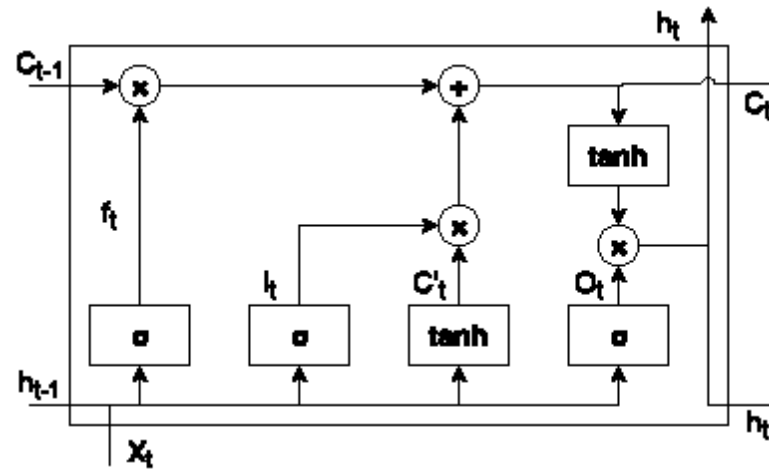 hₜ
Cₜ₋₁
×
+
Cₜ
tanh
fₜ
×
×
Iₜ
C'ₜ
Oₜ
σ
σ
tanh
σ
hₜ₋₁
hₜ
Xₜ